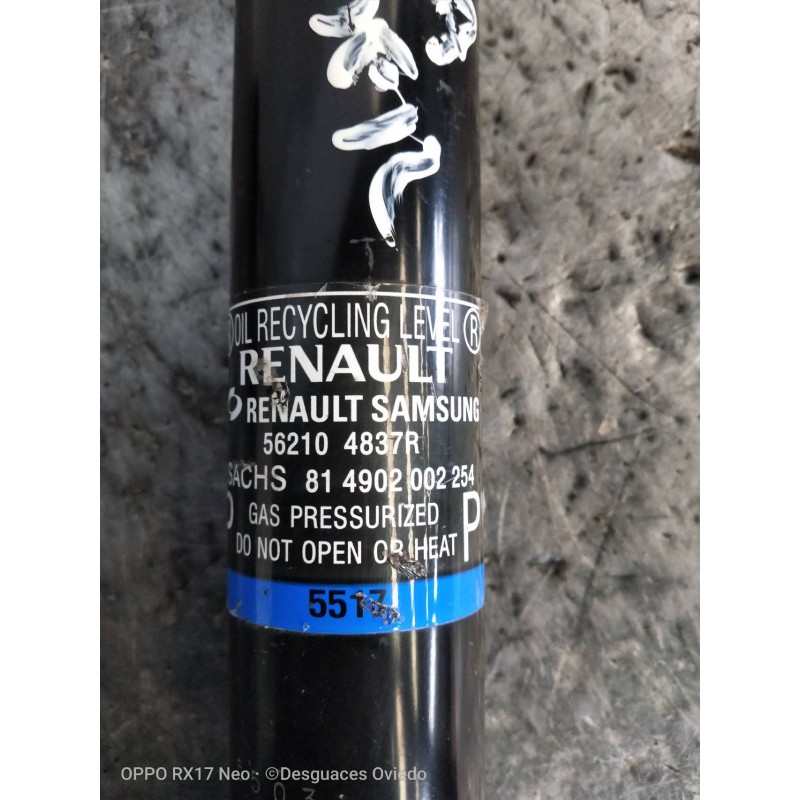 OIL RECYCLING LEVEL ®
RENAULT
RENAULT SAMSUNG
56210 4837R
SACHS 81 4902 002 254
GAS PRESSURIZED P
DO NOT OPEN OR HEAT
5517
OPPO RX17 Neo · ©Desguaces Oviedo
03